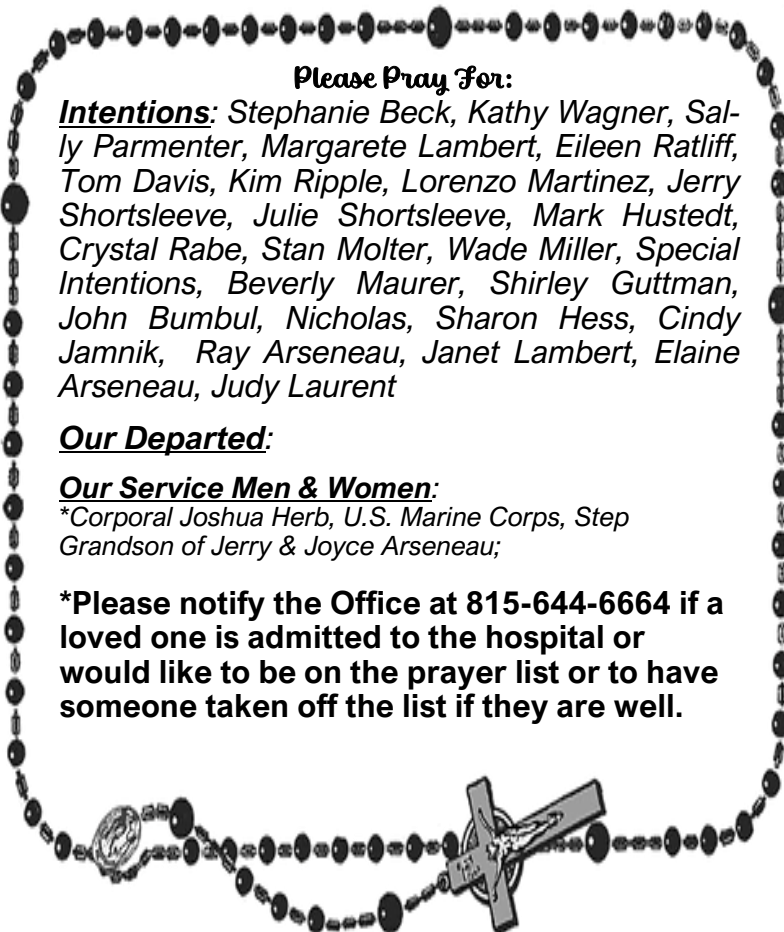 Please Pray For:
Intentions: Stephanie Beck, Kathy Wagner, Sal-
ly Parmenter, Margarete Lambert, Eileen Ratliff,
Tom Davis, Kim Ripple, Lorenzo Martinez, Jerry
Shortsleeve, Julie Shortsleeve, Mark Hustedt,
Crystal Rabe, Stan Molter, Wade Miller, Special
Intentions, Beverly Maurer, Shirley Guttman,
John Bumbul, Nicholas, Sharon Hess, Cindy
Jamnik, Ray Arseneau, Janet Lambert, Elaine
Arseneau, Judy Laurent
Our Departed:
Our Service Men & Women:
*Corporal Joshua Herb, U.S. Marine Corps, Step
Grandson of Jerry & Joyce Arseneau;
*Please notify the Office at 815-644-6664 if a
loved one is admitted to the hospital or
would like to be on the prayer list or to have
someone taken off the list if they are well.